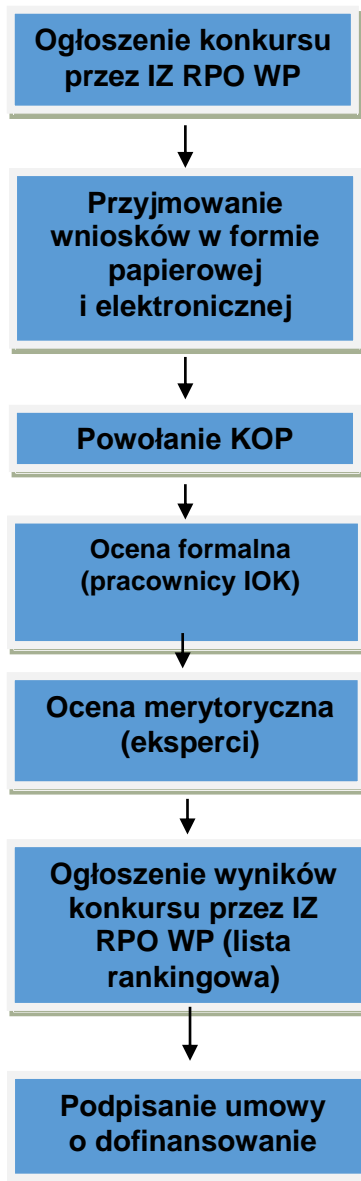 Ogłoszenie konkursu
przez IZ RPO WP
Przyjmowanie
wniosków w formie
papierowej
i elektronicznej
Powołanie KOP
Ocena formalna
(pracownicy IOK)
Ocena merytoryczna
(eksperci)
Ogłoszenie wyników
konkursu przez IZ
RPO WP (lista
rankingowa)
Podpisanie umowy
o dofinansowanie